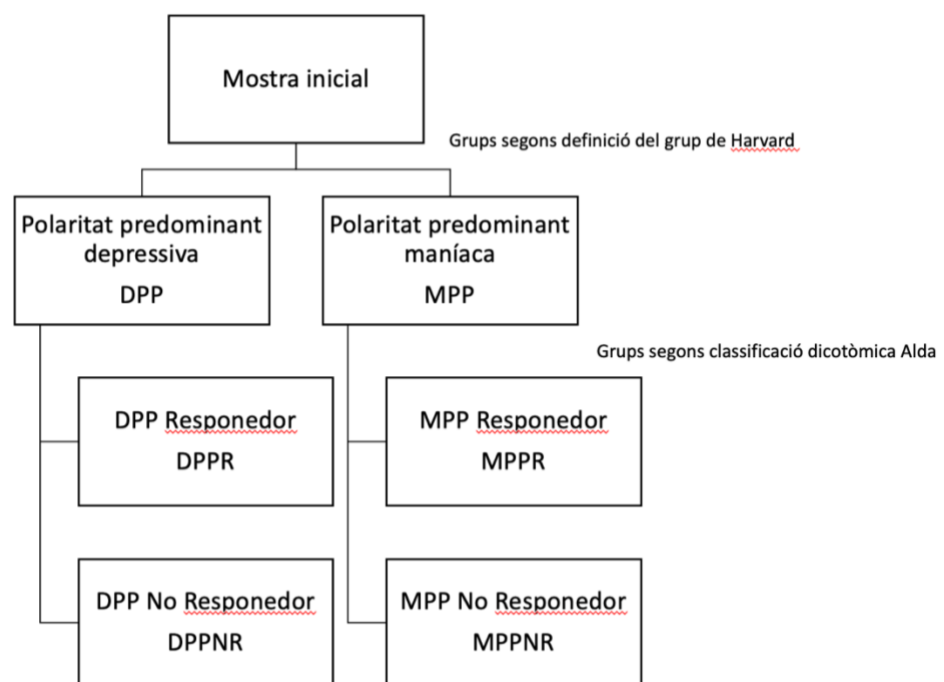 Mostra inicial
Grups segons definició del grup de Harvard
Polaritat predominant
depressiva
DPP
Polaritat predominant
maníaca
MPP
Grups segons classificació dicotòmica Alda
DPP Responedor
DPPR
MPP Responedor
MPPR
DPP No Responedor
DPPNR
MPP No Responedor
MPPNR